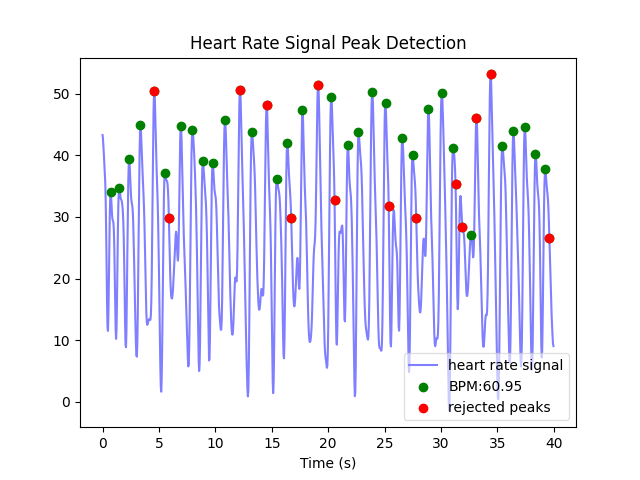 Heart Rate Signal Peak Detection
50
40
30
20
10
0
heart rate signal
BPM:60.95
rejected peaks
0 5 10 15 20 25 30 35 40
Time (s)